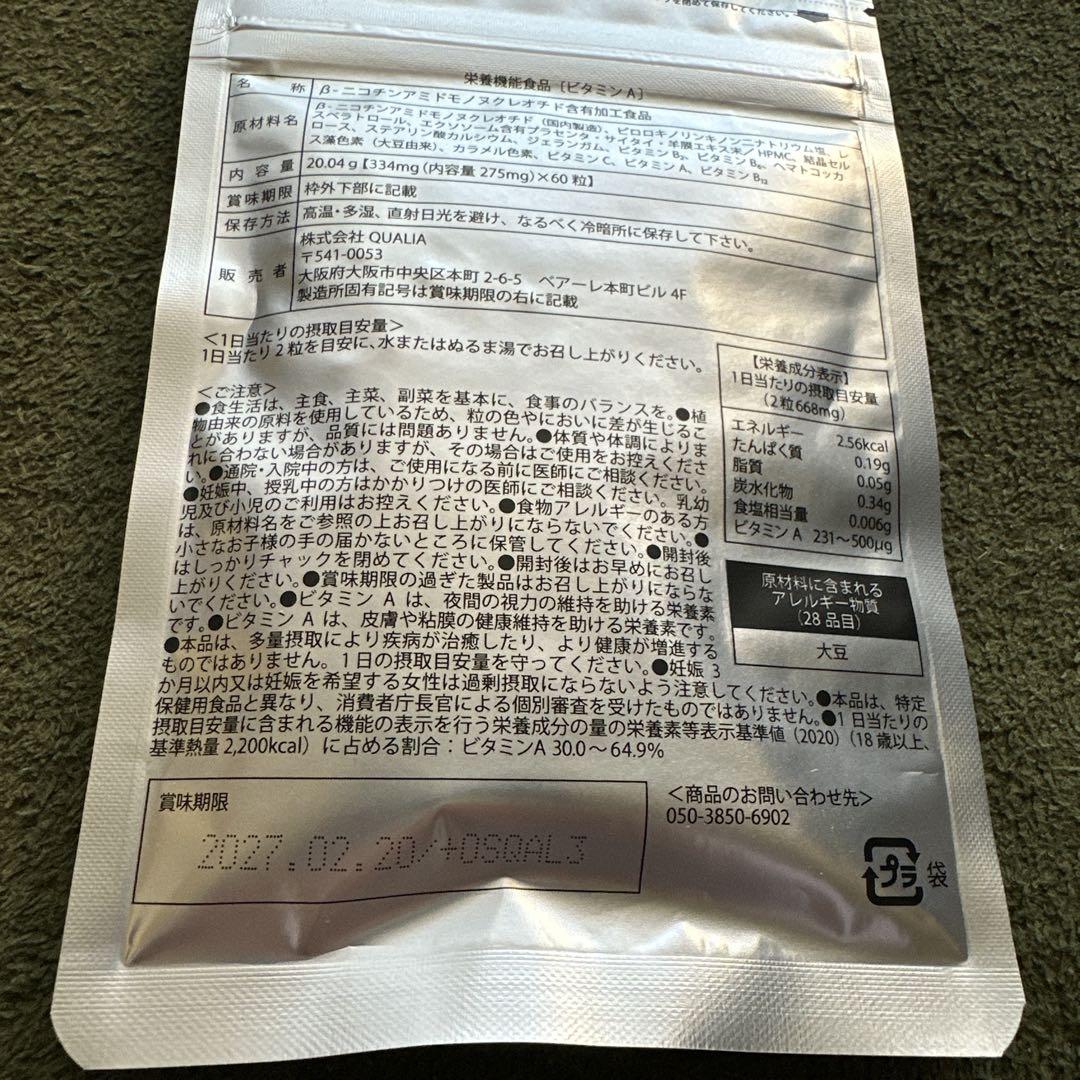 を閉めて保存してください。
栄養機能食品〔ビタミンA〕
名 称 β-ニコチンアミドモノヌクレオチド含有加工食品
原材料名 β-ニコチンアミドモノヌクレオチド（国内製造）、ピロロキノリンキノン二ナトリウム塩、レ
スベラトロール、エクソソーム含有プラセンタ・サイタイ・羊膜エキス末／HPMC、結晶セル
ロース、ステアリン酸カルシウム、ジェランガム、ビタミンB₂、ビタミンB₆、ヘマトコッカ
ス藻色素（大豆由来）、カラメル色素、ビタミンC、ビタミンA、ビタミンB₁₂
内 容 量 20.04g【334mg(内容量 275mg)×60粒】
賞味期限 枠外下部に記載
保存方法 高温・多湿、直射日光を避け、なるべく冷暗所に保存して下さい。
販 売 者 株式会社 QUALIA
〒541-0053
大阪府大阪市中央区本町 2-6-5 ベアーレ本町ビル 4F
製造所固有記号は賞味期限の右に記載
＜1日当たりの摂取目安量＞
1日当たり2粒を目安に、水またはぬるま湯でお召し上がりください。
＜ご注意＞
●食生活は、主食、主菜、副菜を基本に、食事のバランスを。●植
物由来の原料を使用しているため、粒の色やにおいに差が生じるこ
とがありますが、品質には問題ありません。●体質や体調によりま
れに合わない場合がありますが、その場合はご使用をお控えくださ
い。●通院・入院中の方は、ご使用になる前に医師にご相談ください。
●妊娠中、授乳中の方はかかりつけの医師にご相談ください。乳幼
児及び小児のご利用はお控えください。●食物アレルギーのある方
は、原材料名をご参照の上お召し上がりにならないでください。●
小さなお子様の手の届かないところに保管してください。●開封後
はしっかりチャックを閉めてください。●開封後はお早めにお召し
上がりください。●賞味期限の過ぎた製品はお召し上がりにならな
いでください。●ビタミン A は、夜間の視力の維持を助ける栄養素
です。●ビタミン A は、皮膚や粘膜の健康維持を助ける栄養素です。
●本品は、多量摂取により疾病が治癒したり、より健康が増進する
ものではありません。1日の摂取目安量を守ってください。●妊娠 3
か月以内又は妊娠を希望する女性は過剰摂取にならないよう注意してください。●本品は、特定
保健用食品と異なり、消費者庁長官による個別審査を受けたものではありません。●1日当たりの
摂取目安量に含まれる機能の表示を行う栄養成分の量の栄養素等表示基準値（2020）（18歳以上、
基準熱量 2,200kcal）に占める割合：ビタミンA 30.0～64.9%
【栄養成分表示】
1日当たりの摂取目安量
（2粒668mg）
エネルギー 2.56kcal
たんぱく質 0.19g
脂質 0.05g
炭水化物 0.34g
食塩相当量 0.006g
ビタミン A 231～500μg
原材料に含まれる
アレルギー物質
（28品目）
大豆
賞味期限
2027.02.20/+OSQAL3
＜商品のお問い合わせ先＞
050-3850-6902
プラ 袋